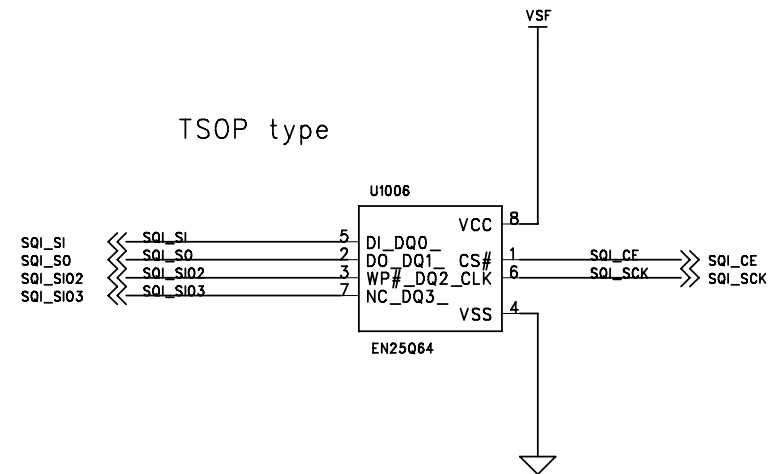 VSF
TSOP type
U1006
VCC 8
SQI_SI SQI_SI 5 DI_DQ0_
SQI_SO SQI_SO 2 DO_DQ1_ CS# 1 SQI_CE SQI_CE
SQI_SIO2 SQI_SIO2 3 WP#_DQ2_CLK 6 SQI_SCK SQI_SCK
SQI_SIO3 SQI_SIO3 7 NC_DQ3_
VSS 4
EN25Q64